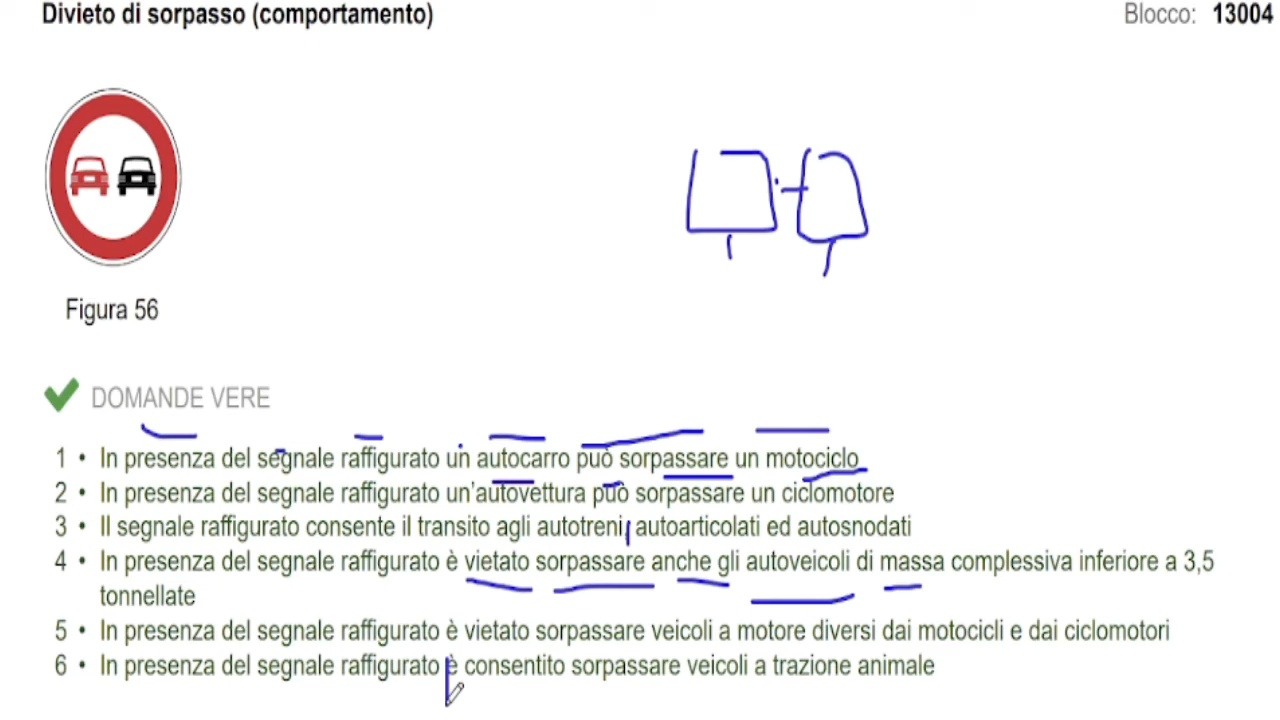 Divieto di sorpasso (comportamento)
Blocco: 13004
Figura 56
DOMANDE VERE
1 • In presenza del segnale raffigurato un autocarro può sorpassare un motociclo
2 • In presenza del segnale raffigurato un'autovettura può sorpassare un ciclomotore
3 • Il segnale raffigurato consente il transito agli autotreni, autoarticolati ed autosnodati
4 • In presenza del segnale raffigurato è vietato sorpassare anche gli autoveicoli di massa complessiva inferiore a 3,5
tonnellate
5 • In presenza del segnale raffigurato è vietato sorpassare veicoli a motore diversi dai motocicli e dai ciclomotori
6 • In presenza del segnale raffigurato è consentito sorpassare veicoli a trazione animale